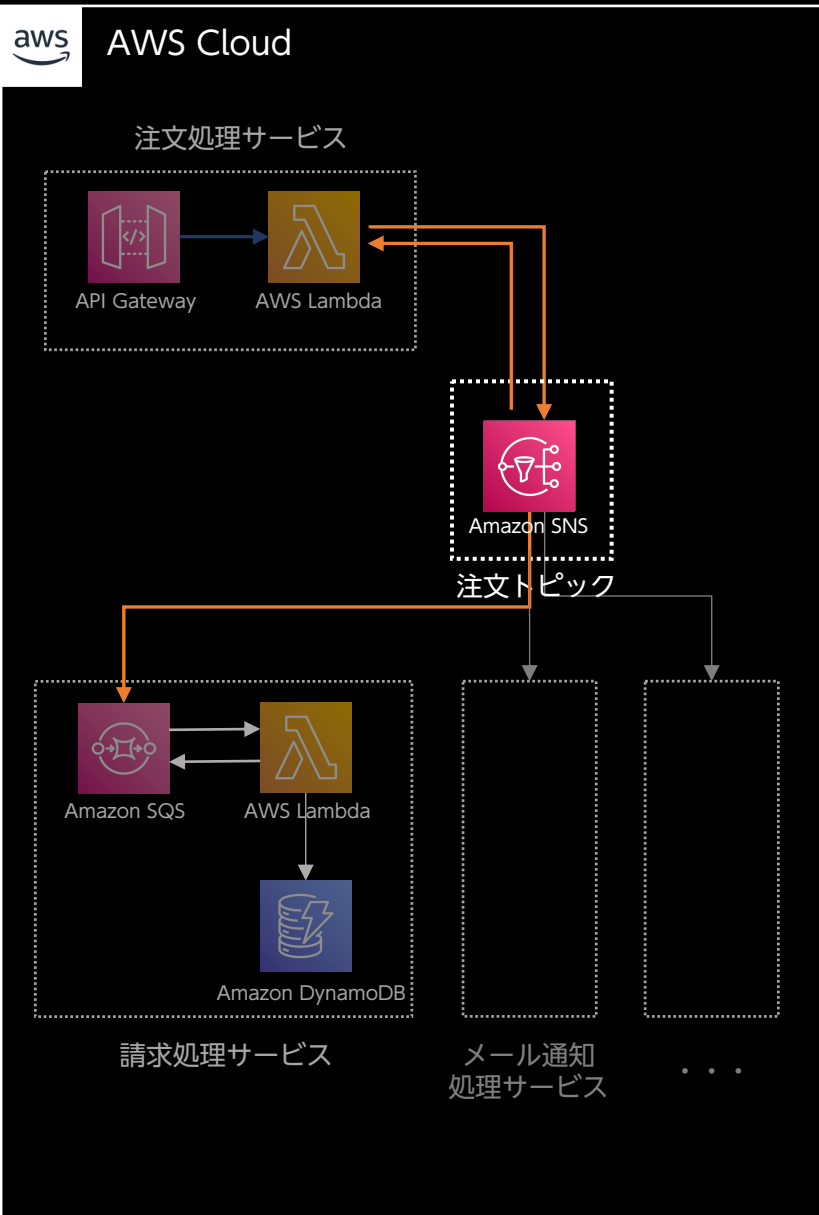 aws
AWS Cloud
注文処理サービス
</>
API Gateway
AWS Lambda
Amazon SNS
注文トピック
Amazon SQS
AWS Lambda
Amazon DynamoDB
請求処理サービス
メール通知
処理サービス
・・・